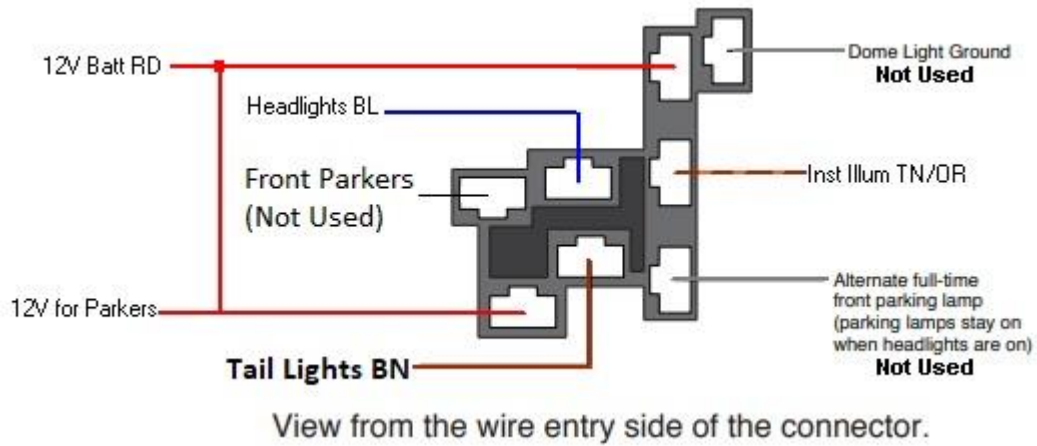 12V Batt RD
Dome Light Ground
Not Used
Headlights BL
Front Parkers
(Not Used)
Inst Illum TN/OR
12V for Parkers
Alternate full-time
front parking lamp
(parking lamps stay on
when headlights are on)
Not Used
Tail Lights BN
View from the wire entry side of the connector.